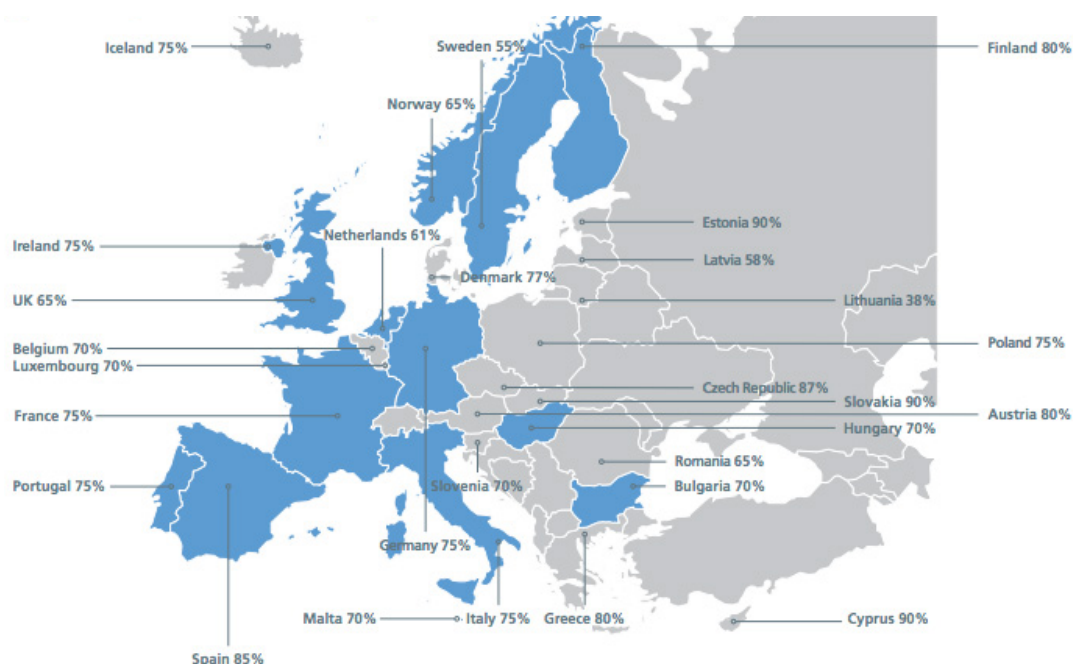 Iceland 75%
Sweden 55%
Finland 80%
Norway 65%
Estonia 90%
Netherlands 61%
Ireland 75%
Latvia 58%
Denmark 77%
UK 65%
Lithuania 38%
Poland 75%
Belgium 70%
Luxembourg 70%
Czech Republic 87%
Slovakia 90%
France 75%
Austria 80%
Hungary 70%
Romania 65%
Portugal 75%
Slovenia 70%
Bulgaria 70%
Germany 75%
Malta 70%
Italy 75%
Greece 80%
Cyprus 90%
Spain 85%